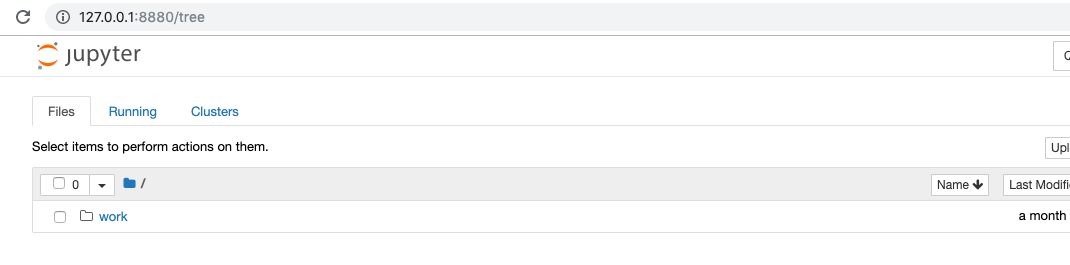 127.0.0.1:8880/tree
jupyter
Files Running Clusters
Select items to perform actions on them.
0 / Name Last Modifi
work a month